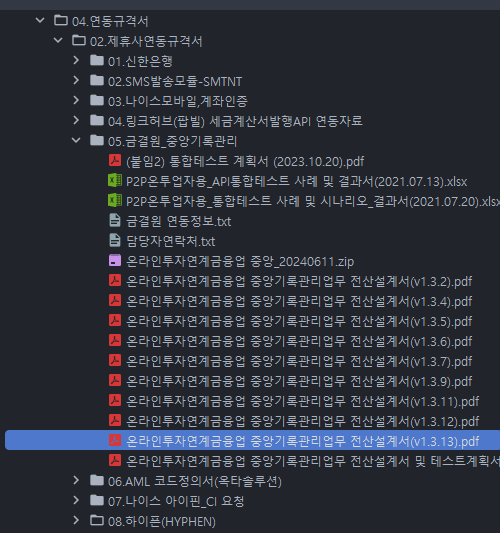 04.연동규격서
02.제휴사연동규격서
01.신한은행
02.SMS발송모듈-SMTNT
03.나이스모바일,계좌인증
04.링크허브(팝빌) 세금계산서발행API 연동자료
05.금결원_중앙기록관리
(붙임2) 통합테스트 계획서 (2023.10.20).pdf
P2P온투업자용_API통합테스트 사례 및 결과서(2021.07.13).xlsx
P2P온투업자용_통합테스트 사례 및 시나리오_결과서(2021.07.20).xlsx
금결원 연동정보.txt
담당자연락처.txt
온라인투자연계금융업 중앙_20240611.zip
온라인투자연계금융업 중앙기록관리업무 전산설계서(v1.3.2).pdf
온라인투자연계금융업 중앙기록관리업무 전산설계서(v1.3.4).pdf
온라인투자연계금융업 중앙기록관리업무 전산설계서(v1.3.5).pdf
온라인투자연계금융업 중앙기록관리업무 전산설계서(v1.3.6).pdf
온라인투자연계금융업 중앙기록관리업무 전산설계서(v1.3.7).pdf
온라인투자연계금융업 중앙기록관리업무 전산설계서(v1.3.9).pdf
온라인투자연계금융업 중앙기록관리업무 전산설계서(v1.3.11).pdf
온라인투자연계금융업 중앙기록관리업무 전산설계서(v1.3.12).pdf
온라인투자연계금융업 중앙기록관리업무 전산설계서(v1.3.13).pdf
온라인투자연계금융업 중앙기록관리업무 전산설계서 및 테스트계획서
06.AML 코드정의서(옥타솔루션)
07.나이스 아이핀_CI 요청
08.하이픈(HYPHEN)